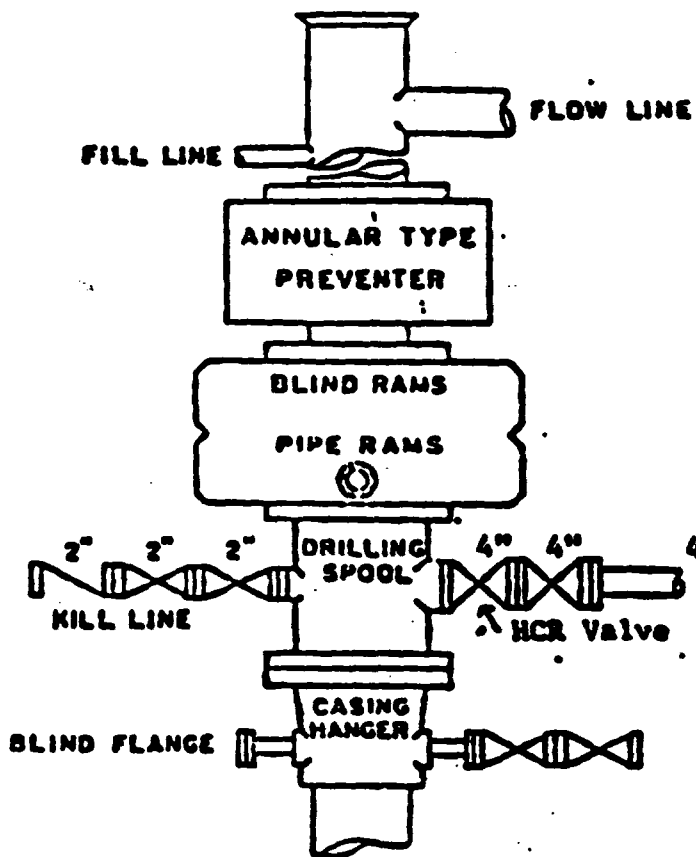 FLOW LINE
FILL LINE
ANNULAR TYPE
PREVENTER
BLIND RAMS
PIPE RAMS
2" 2" 2"
DRILLING
SPOOL
4" 4" 4
KILL LINE
HCR Valve
CASING
HANGER
BLIND FLANGE